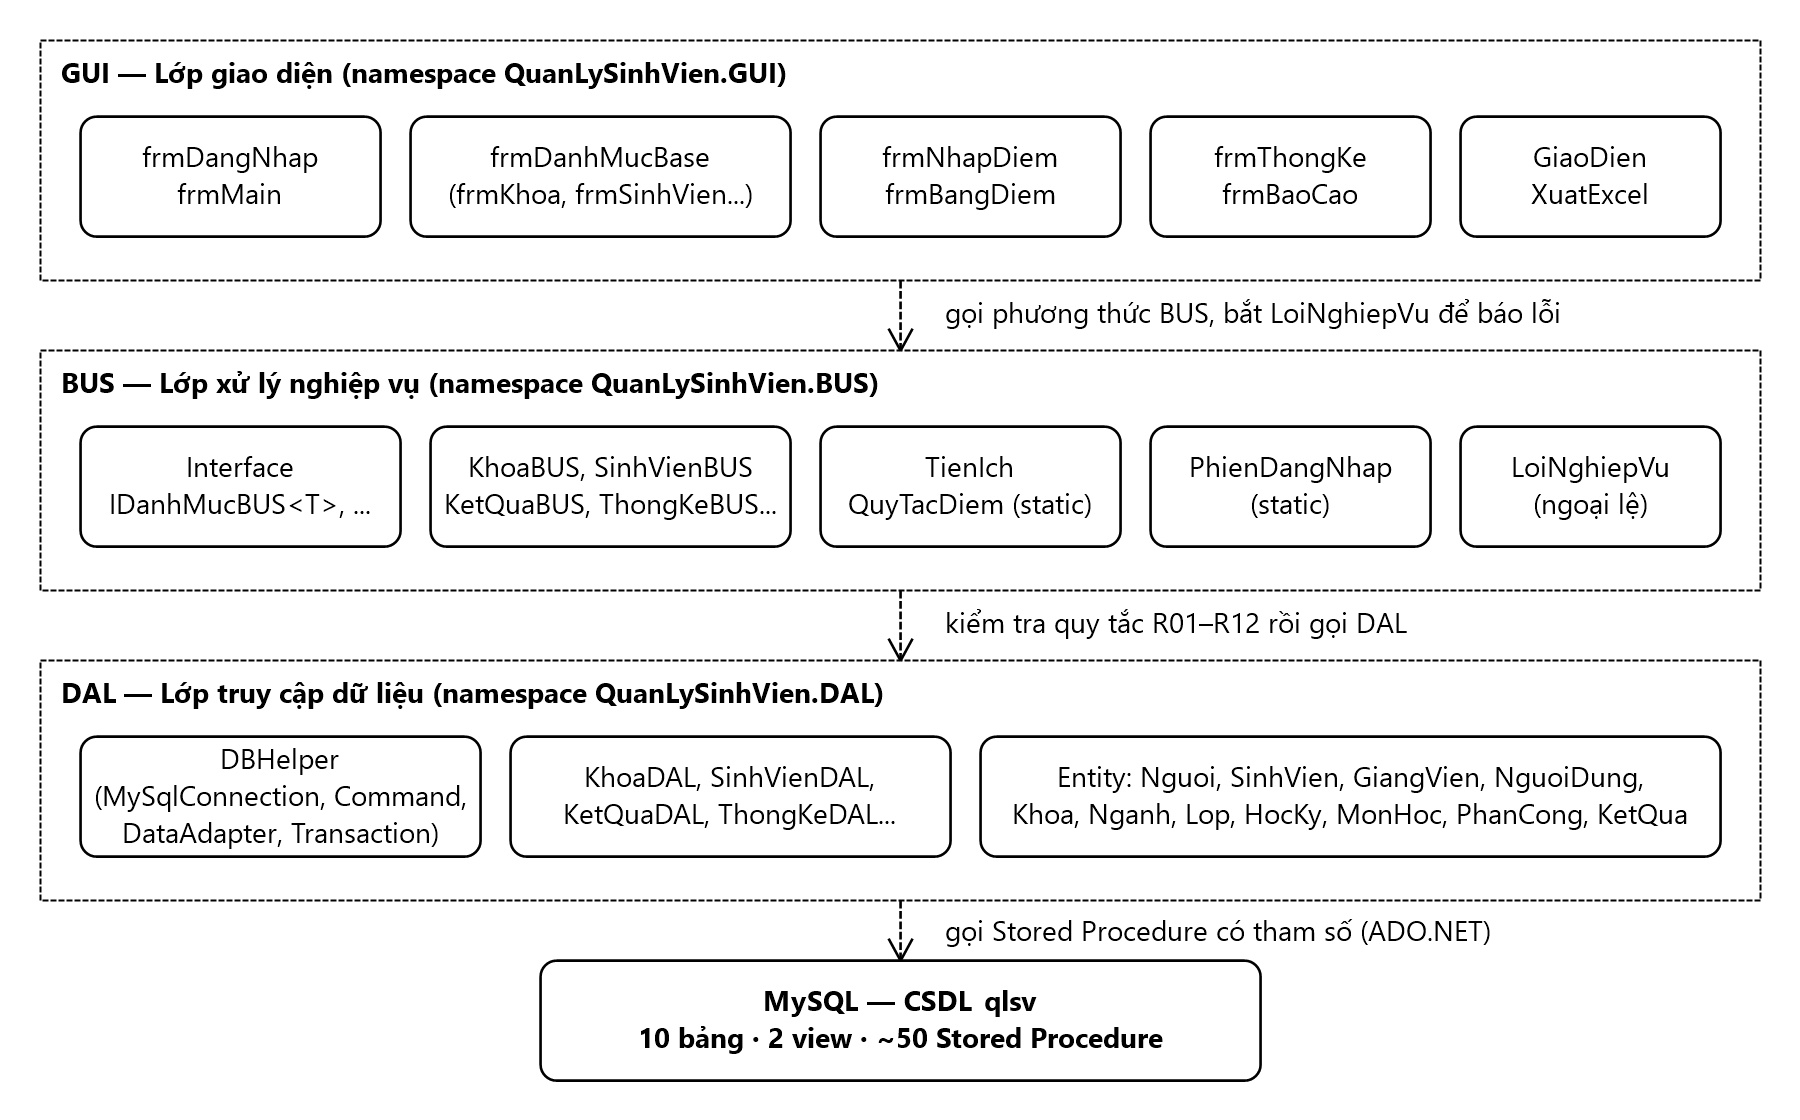 GUI — Lớp giao diện (namespace QuanLySinhVien.GUI)
frmDangNhap
frmMain
frmDanhMucBase
(frmKhoa, frmSinhVien...)
frmNhapDiem
frmBangDiem
frmThongKe
frmBaoCao
GiaoDien
XuatExcel
gọi phương thức BUS, bắt LoiNghiepVu để báo lỗi
BUS — Lớp xử lý nghiệp vụ (namespace QuanLySinhVien.BUS)
Interface
IDanhMucBUS<T>, ...
KhoaBUS, SinhVienBUS
KetQuaBUS, ThongKeBUS...
TienIch
QuyTacDiem (static)
PhienDangNhap
(static)
LoiNghiepVu
(ngoại lệ)
kiểm tra quy tắc R01–R12 rồi gọi DAL
DAL — Lớp truy cập dữ liệu (namespace QuanLySinhVien.DAL)
DBHelper
(MySqlConnection, Command,
DataAdapter, Transaction)
KhoaDAL, SinhVienDAL,
KetQuaDAL, ThongKeDAL...
Entity: Nguoi, SinhVien, GiangVien, NguoiDung,
Khoa, Nganh, Lop, HocKy, MonHoc, PhanCong, KetQua
gọi Stored Procedure có tham số (ADO.NET)
MySQL — CSDL qlsv
10 bảng · 2 view · ~50 Stored Procedure